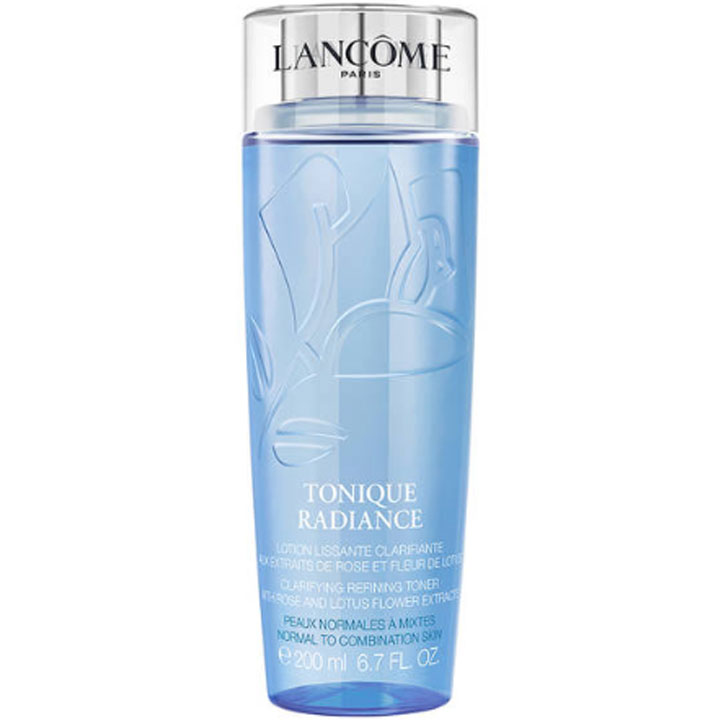 LANCÔME
PARIS
TONIQUE
RADIANCE
LOTION LISSANTE CLARIFIANTE
AUX EXTRAITS DE ROSE ET FLEUR DE LOTUS
CLARIFYING REFINING TONER
WITH ROSE AND LOTUS FLOWER EXTRACTS
PEAUX NORMALES À MIXTES
NORMAL TO COMBINATION SKIN
e 200 ml 6.7 FL. OZ.